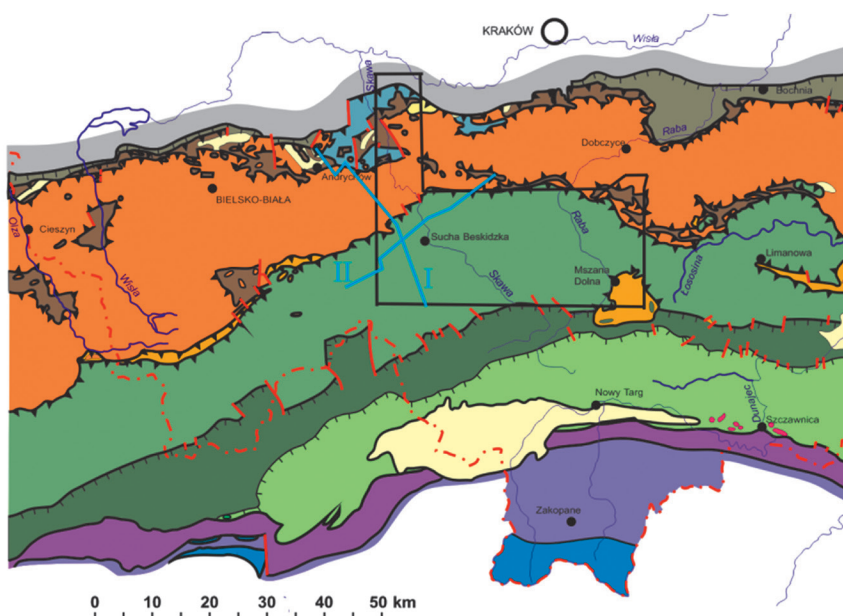 KRAKÓW
Wisła
Skawa
Bochnia
Raba
Dobczyce
Andrychów
BIELSKO-BIAŁA
Cieszyn
Olza
Wisła
Sucha Beskidzka
Raba
II
I
Skawa
Mszana
Dolna
Łososina
Limanowa
Nowy Targ
Dunajec
Szczawnica
Zakopane
0 10 20 30 40 50 km